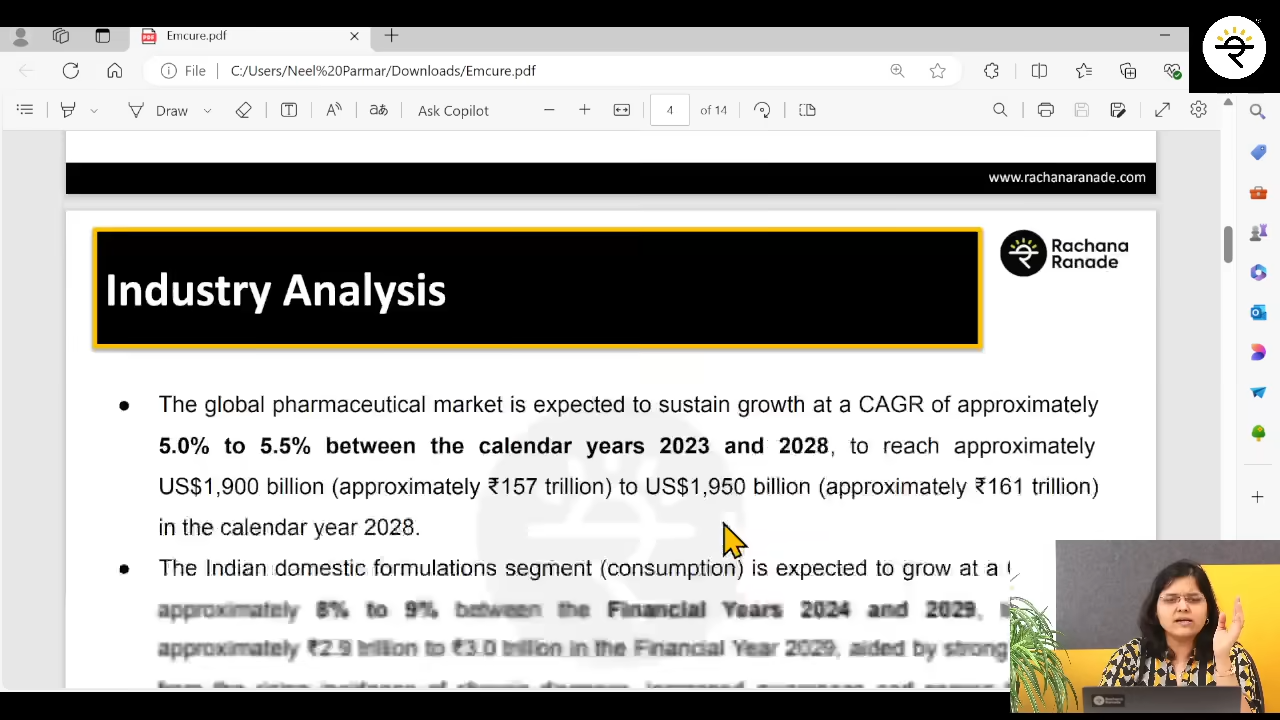 Emcure.pdf
File C:/Users/Neel%20Parmar/Downloads/Emcure.pdf
Draw Ask Copilot 4 of 14
www.rachanaranade.com
Industry Analysis
Rachana
Ranade
● The global pharmaceutical market is expected to sustain growth at a CAGR of approximately
5.0% to 5.5% between the calendar years 2023 and 2028, to reach approximately
US$1,900 billion (approximately ₹157 trillion) to US$1,950 billion (approximately ₹161 trillion)
in the calendar year 2028.
● The Indian domestic formulations segment (consumption) is expected to grow at a
approximately 8% to 9% between the Financial Years 2024 and 2029,
approximately ₹2.9 trillion to ₹3.0 trillion in the Financial Year 2029, aided by strong